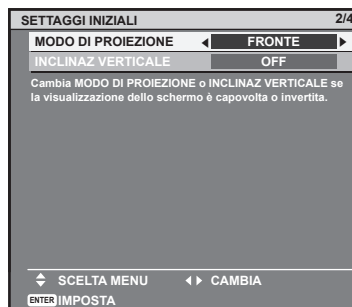 SETTAGGI INIZIALI 2/4
MODO DI PROIEZIONE FRONTE
INCLINAZ VERTICALE OFF
Cambia MODO DI PROIEZIONE o INCLINAZ VERTICALE se
la visualizzazione dello schermo è capovolta o invertita.
SCELTA MENU CAMBIA
ENTER IMPOSTA